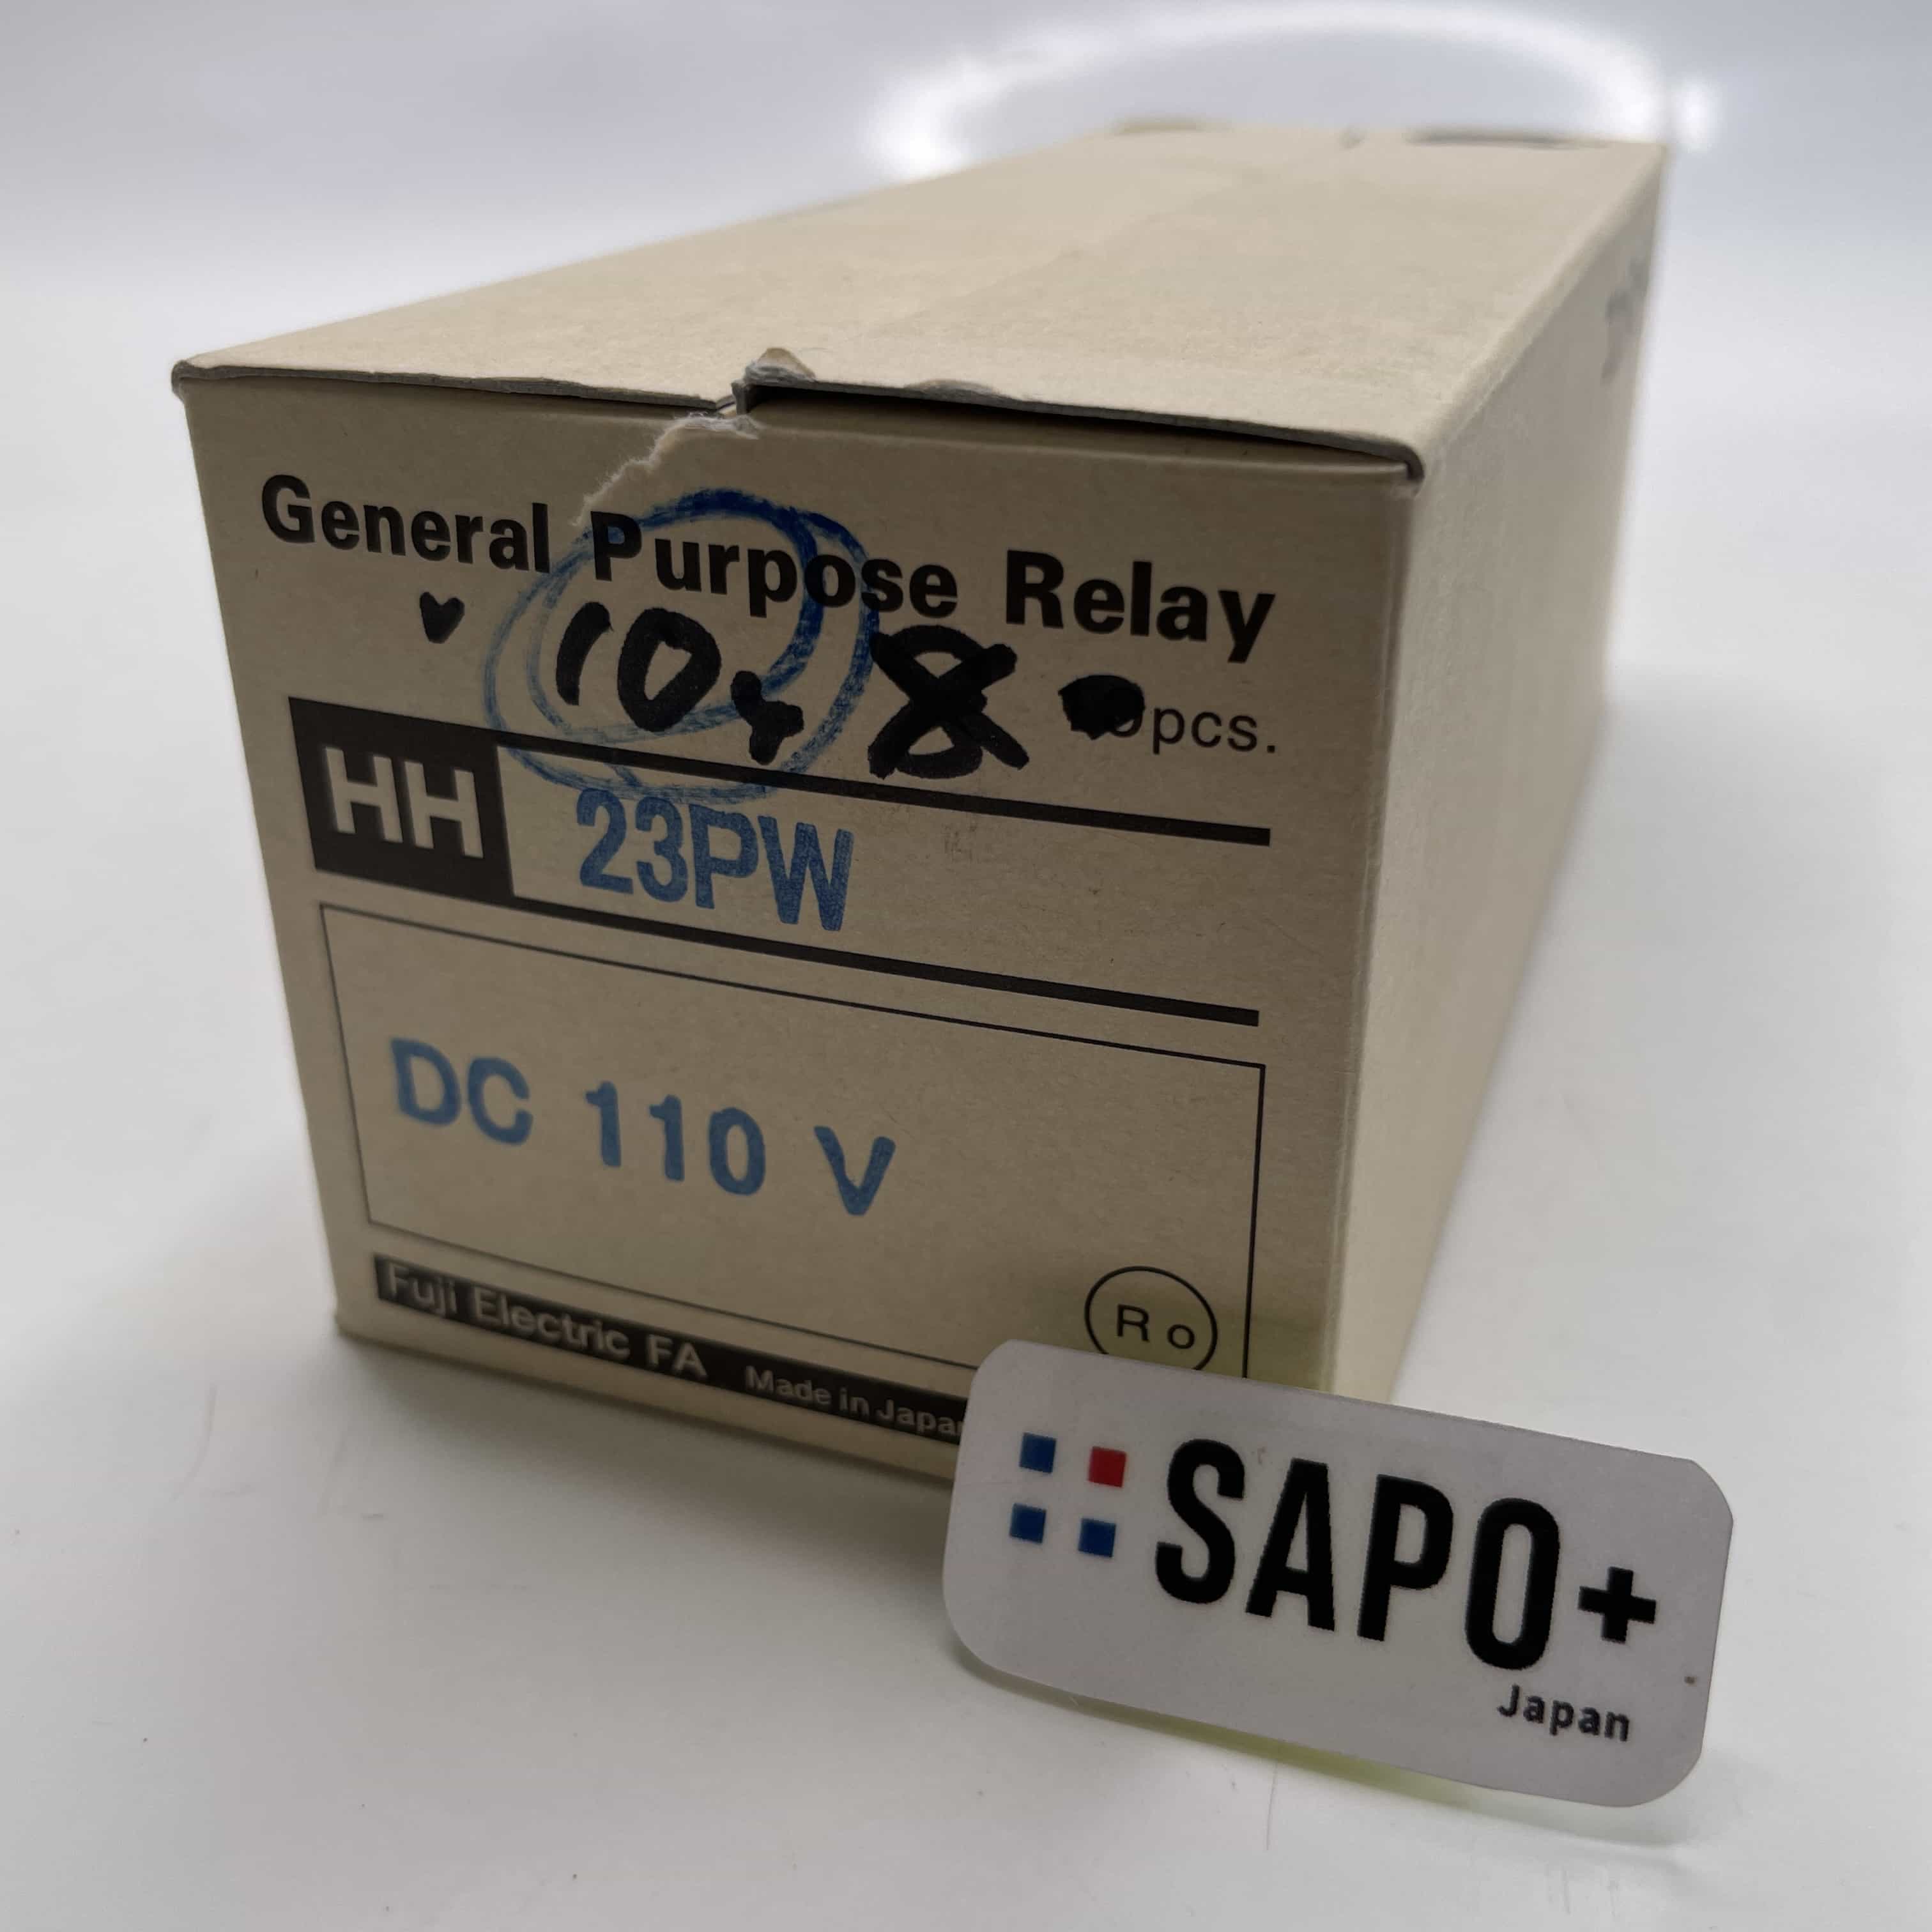 General Purpose Relay
10 8 pcs.
HH 23PW
DC 110 V
Ro
Fuji Electric FA Made in Japan
SAPO+
Japan